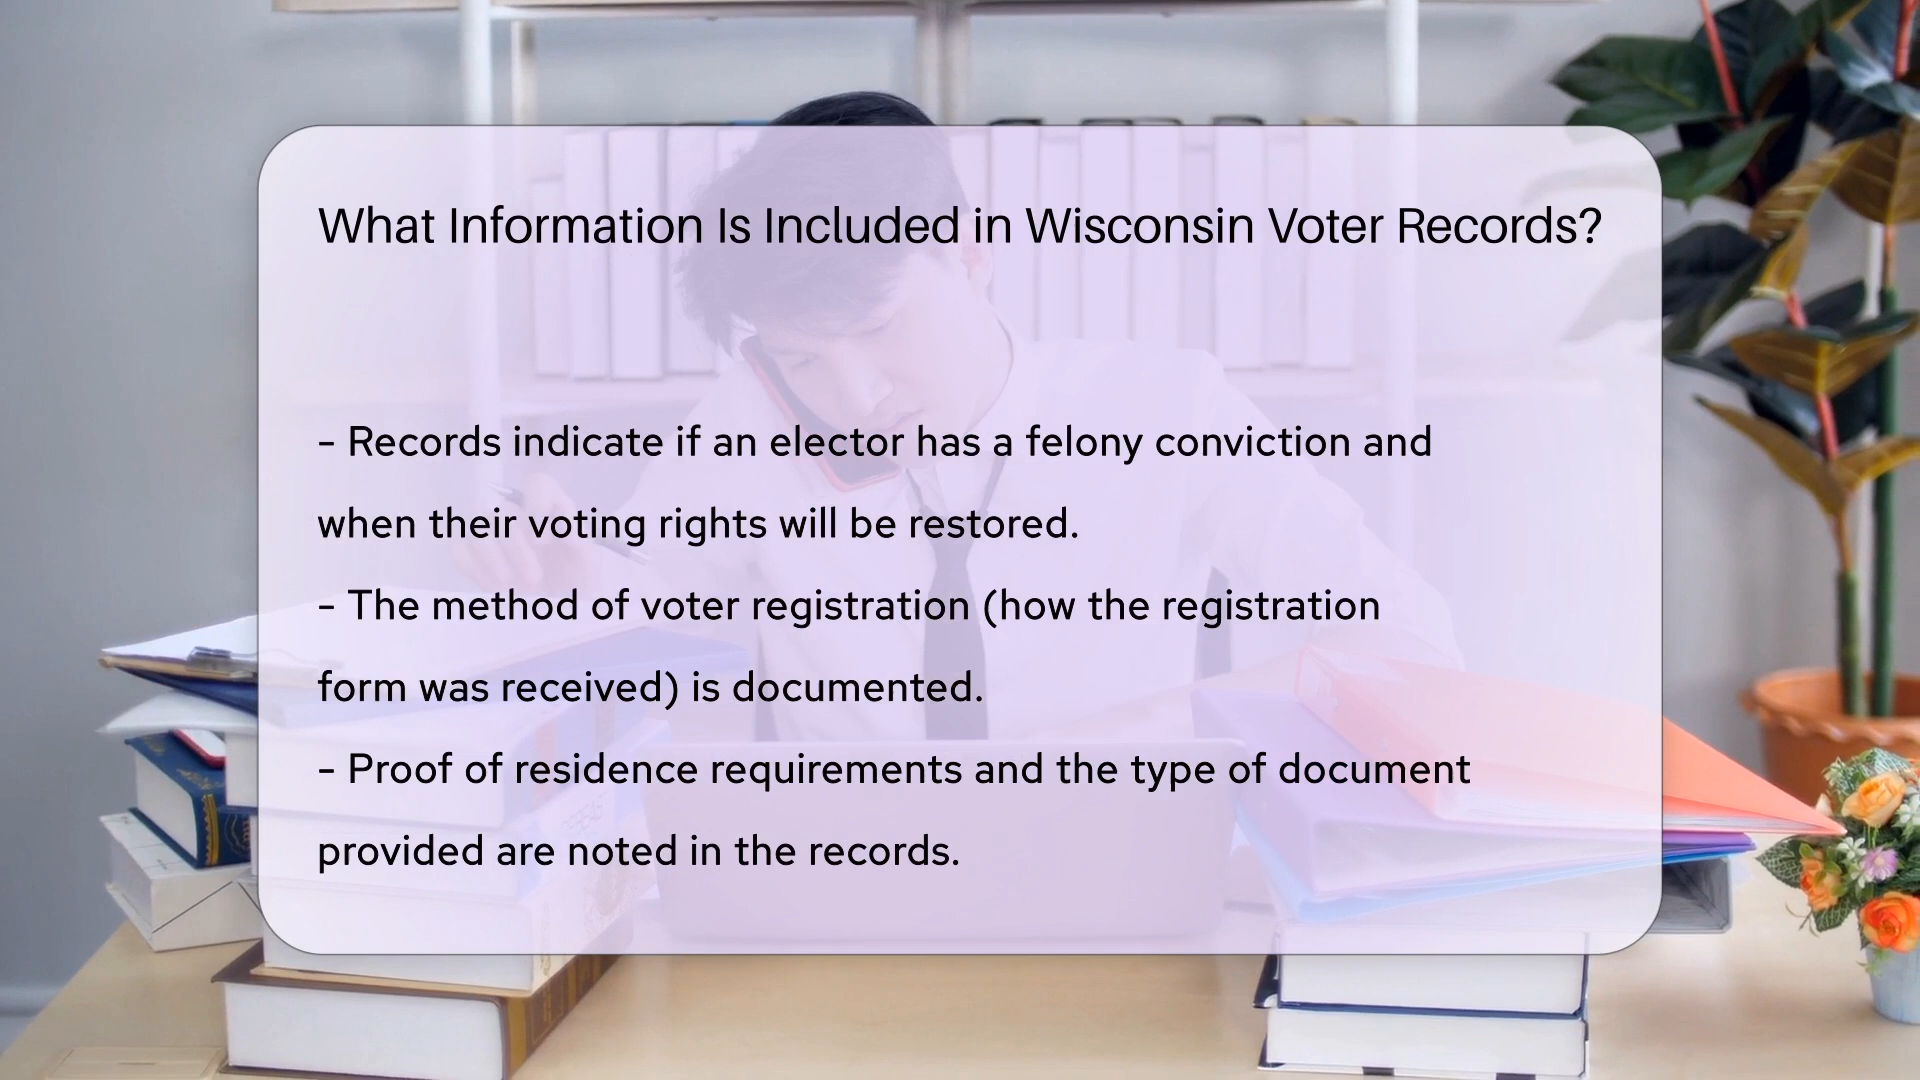 What Information Is Included in Wisconsin Voter Records?
- Records indicate if an elector has a felony conviction and
when their voting rights will be restored.
- The method of voter registration (how the registration
form was received) is documented.
- Proof of residence requirements and the type of document
provided are noted in the records.